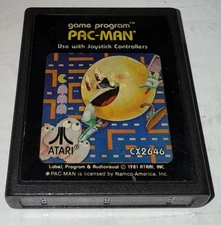 game program™
PAC-MAN*
Use with Joystick Controllers
ATARI®
CX2646
Label, Program & Audiovisual © 1981 ATARI, INC.
*PAC-MAN is licensed by Namco-America, Inc.